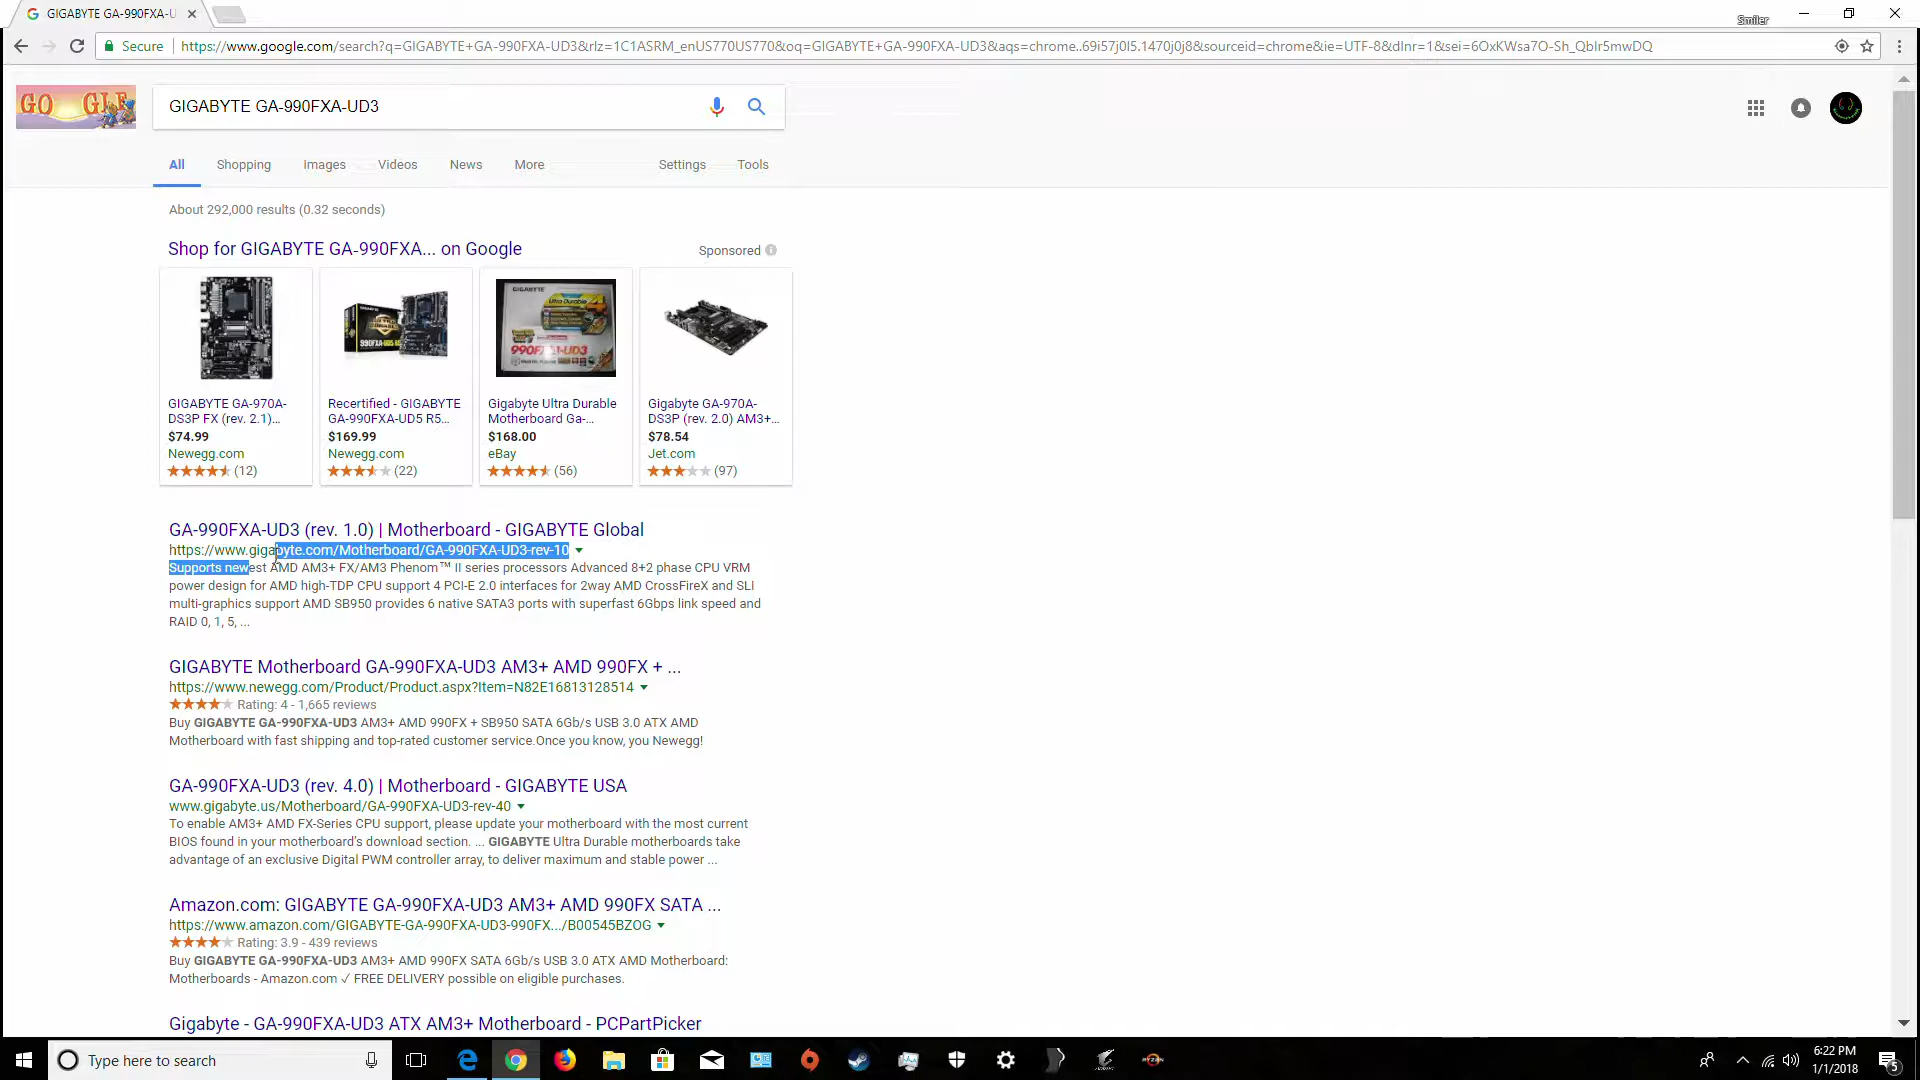 GIGABYTE GA-990FXA-U
Smiler
Secure https://www.google.com/search?q=GIGABYTE+GA-990FXA-UD3&rlz=1C1ASRM_enUS770US770&oq=GIGABYTE+GA-990FXA-UD3&aqs=chrome..69i57j0l5.1470j0j8&sourceid=chrome&ie=UTF-8&dlnr=1&sei=6OxKWsa7O-Sh_QbIr5mwDQ
GO GLE
GIGABYTE GA-990FXA-UD3
All Shopping Images Videos News More Settings Tools
About 292,000 results (0.32 seconds)
Shop for GIGABYTE GA-990FXA... on Google
Sponsored
GIGABYTE GA-970A-
DS3P FX (rev. 2.1)...
$74.99
Newegg.com
(12)
Recertified - GIGABYTE
GA-990FXA-UD5 R5...
$169.99
Newegg.com
(22)
GIGABYTE
Ultra Durable
990FXA-UD3
Gigabyte Ultra Durable
Motherboard Ga-...
$168.00
eBay
(56)
Gigabyte GA-970A-
DS3P (rev. 2.0) AM3+...
$78.54
Jet.com
(97)
GA-990FXA-UD3 (rev. 1.0) | Motherboard - GIGABYTE Global
https://www.gigabyte.com/Motherboard/GA-990FXA-UD3-rev-10
Supports newest AMD AM3+ FX/AM3 Phenom™ II series processors Advanced 8+2 phase CPU VRM
power design for AMD high-TDP CPU support 4 PCI-E 2.0 interfaces for 2way AMD CrossFireX and SLI
multi-graphics support AMD SB950 provides 6 native SATA3 ports with superfast 6Gbps link speed and
RAID 0, 1, 5, ...
GIGABYTE Motherboard GA-990FXA-UD3 AM3+ AMD 990FX + ...
https://www.newegg.com/Product/Product.aspx?Item=N82E16813128514
Rating: 4 - 1,665 reviews
Buy GIGABYTE GA-990FXA-UD3 AM3+ AMD 990FX + SB950 SATA 6Gb/s USB 3.0 ATX AMD
Motherboard with fast shipping and top-rated customer service.Once you know, you Newegg!
GA-990FXA-UD3 (rev. 4.0) | Motherboard - GIGABYTE USA
www.gigabyte.us/Motherboard/GA-990FXA-UD3-rev-40
To enable AM3+ AMD FX-Series CPU support, please update your motherboard with the most current
BIOS found in your motherboard's download section. ... GIGABYTE Ultra Durable motherboards take
advantage of an exclusive Digital PWM controller array, to deliver maximum and stable power ...
Amazon.com: GIGABYTE GA-990FXA-UD3 AM3+ AMD 990FX SATA ...
https://www.amazon.com/GIGABYTE-GA-990FXA-UD3-990FX.../B00545BZOG
Rating: 3.9 - 439 reviews
Buy GIGABYTE GA-990FXA-UD3 AM3+ AMD 990FX SATA 6Gb/s USB 3.0 ATX AMD Motherboard:
Motherboards - Amazon.com ✓ FREE DELIVERY possible on eligible purchases.
Gigabyte - GA-990FXA-UD3 ATX AM3+ Motherboard - PCPartPicker
Type here to search
RYZEN
6:22 PM
1/1/2018
5